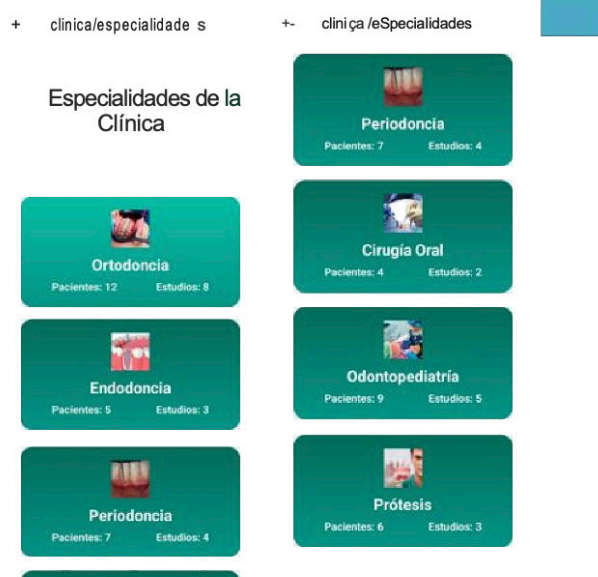 + clinica/especialidade s
Especialidades de la
Clínica
Ortodoncia
Pacientes: 12 Estudios: 8
Endodoncia
Pacientes: 5 Estudios: 3
Periodoncia
Pacientes: 7 Estudios: 4
+- cliniça /eSpecialidades
Periodoncia
Pacientes: 7 Estudios: 4
Cirugía Oral
Pacientes: 4 Estudios: 2
Odontopediatría
Pacientes: 9 Estudios: 5
Prótesis
Pacientes: 6 Estudios: 3